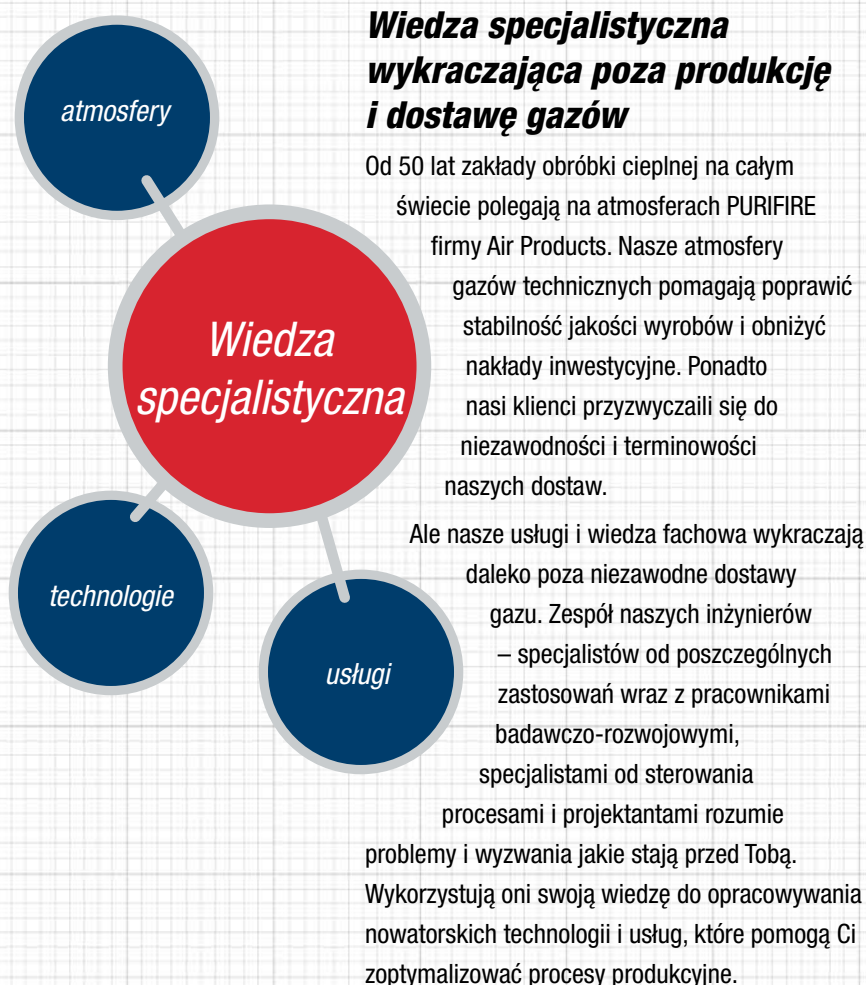 Wiedza specjalistyczna
wykraczająca poza produkcję
i dostawę gazów
Od 50 lat zakłady obróbki cieplnej na całym
świecie polegają na atmosferach PURIFIRE
firmy Air Products. Nasze atmosfery
gazów technicznych pomagają poprawić
stabilność jakości wyrobów i obniżyć
nakłady inwestycyjne. Ponadto
nasi klienci przyzwyczaili się do
niezawodności i terminowości
naszych dostaw.
Ale nasze usługi i wiedza fachowa wykraczają
daleko poza niezawodne dostawy
gazu. Zespół naszych inżynierów
– specjalistów od poszczególnych
zastosowań wraz z pracownikami
badawczo-rozwojowymi,
specjalistami od sterowania
procesami i projektantami rozumie
problemy i wyzwania jakie stają przed Tobą.
Wykorzystują oni swoją wiedzę do opracowywania
nowatorskich technologii i usług, które pomogą Ci
zoptymalizować procesy produkcyjne.
atmosfery
Wiedza
specjalistyczna
technologie
usługi